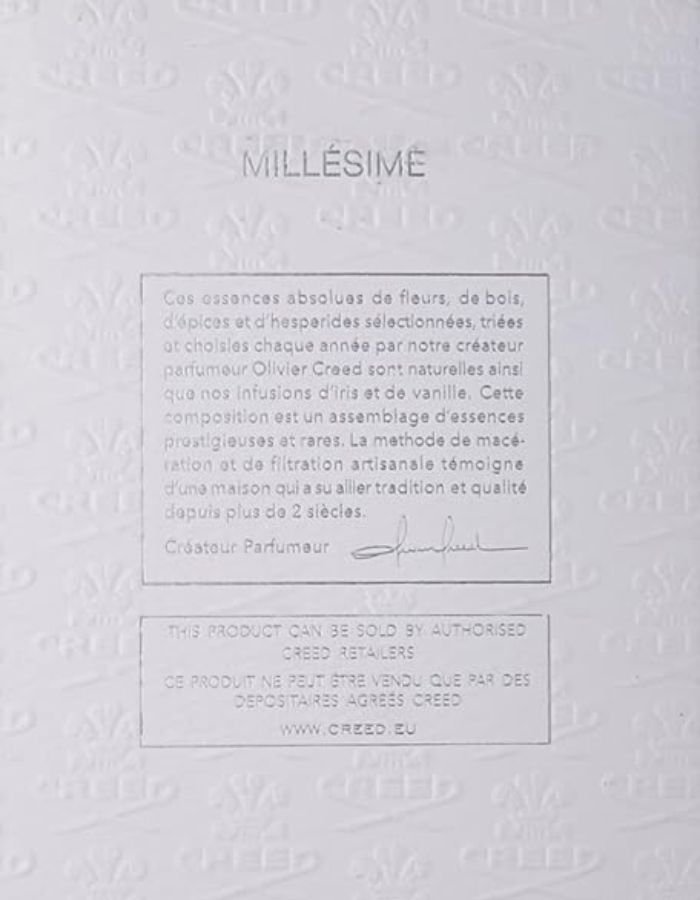 MILLÉSIME
Ces essences absolues de fleurs, de bois,
d'épices et d'hesperides sélectionnées, triées
et choisies chaque année par notre créateur
parfumeur Olivier Creed sont naturelles ainsi
que nos infusions d'iris et de vanille. Cette
composition est un assemblage d'essences
prestigieuses et rares. La methode de macé-
ration et de filtration artisanale témoigne
d'une maison qui a su allier tradition et qualité
depuis plus de 2 siècles.
Créateur Parfumeur
THIS PRODUCT CAN BE SOLD BY AUTHORISED
CREED RETAILERS
CE PRODUIT NE PEUT ÊTRE VENDU QUE PAR DES
DEPOSITAIRES AGREÉS CREED
WWW.CREED.EU